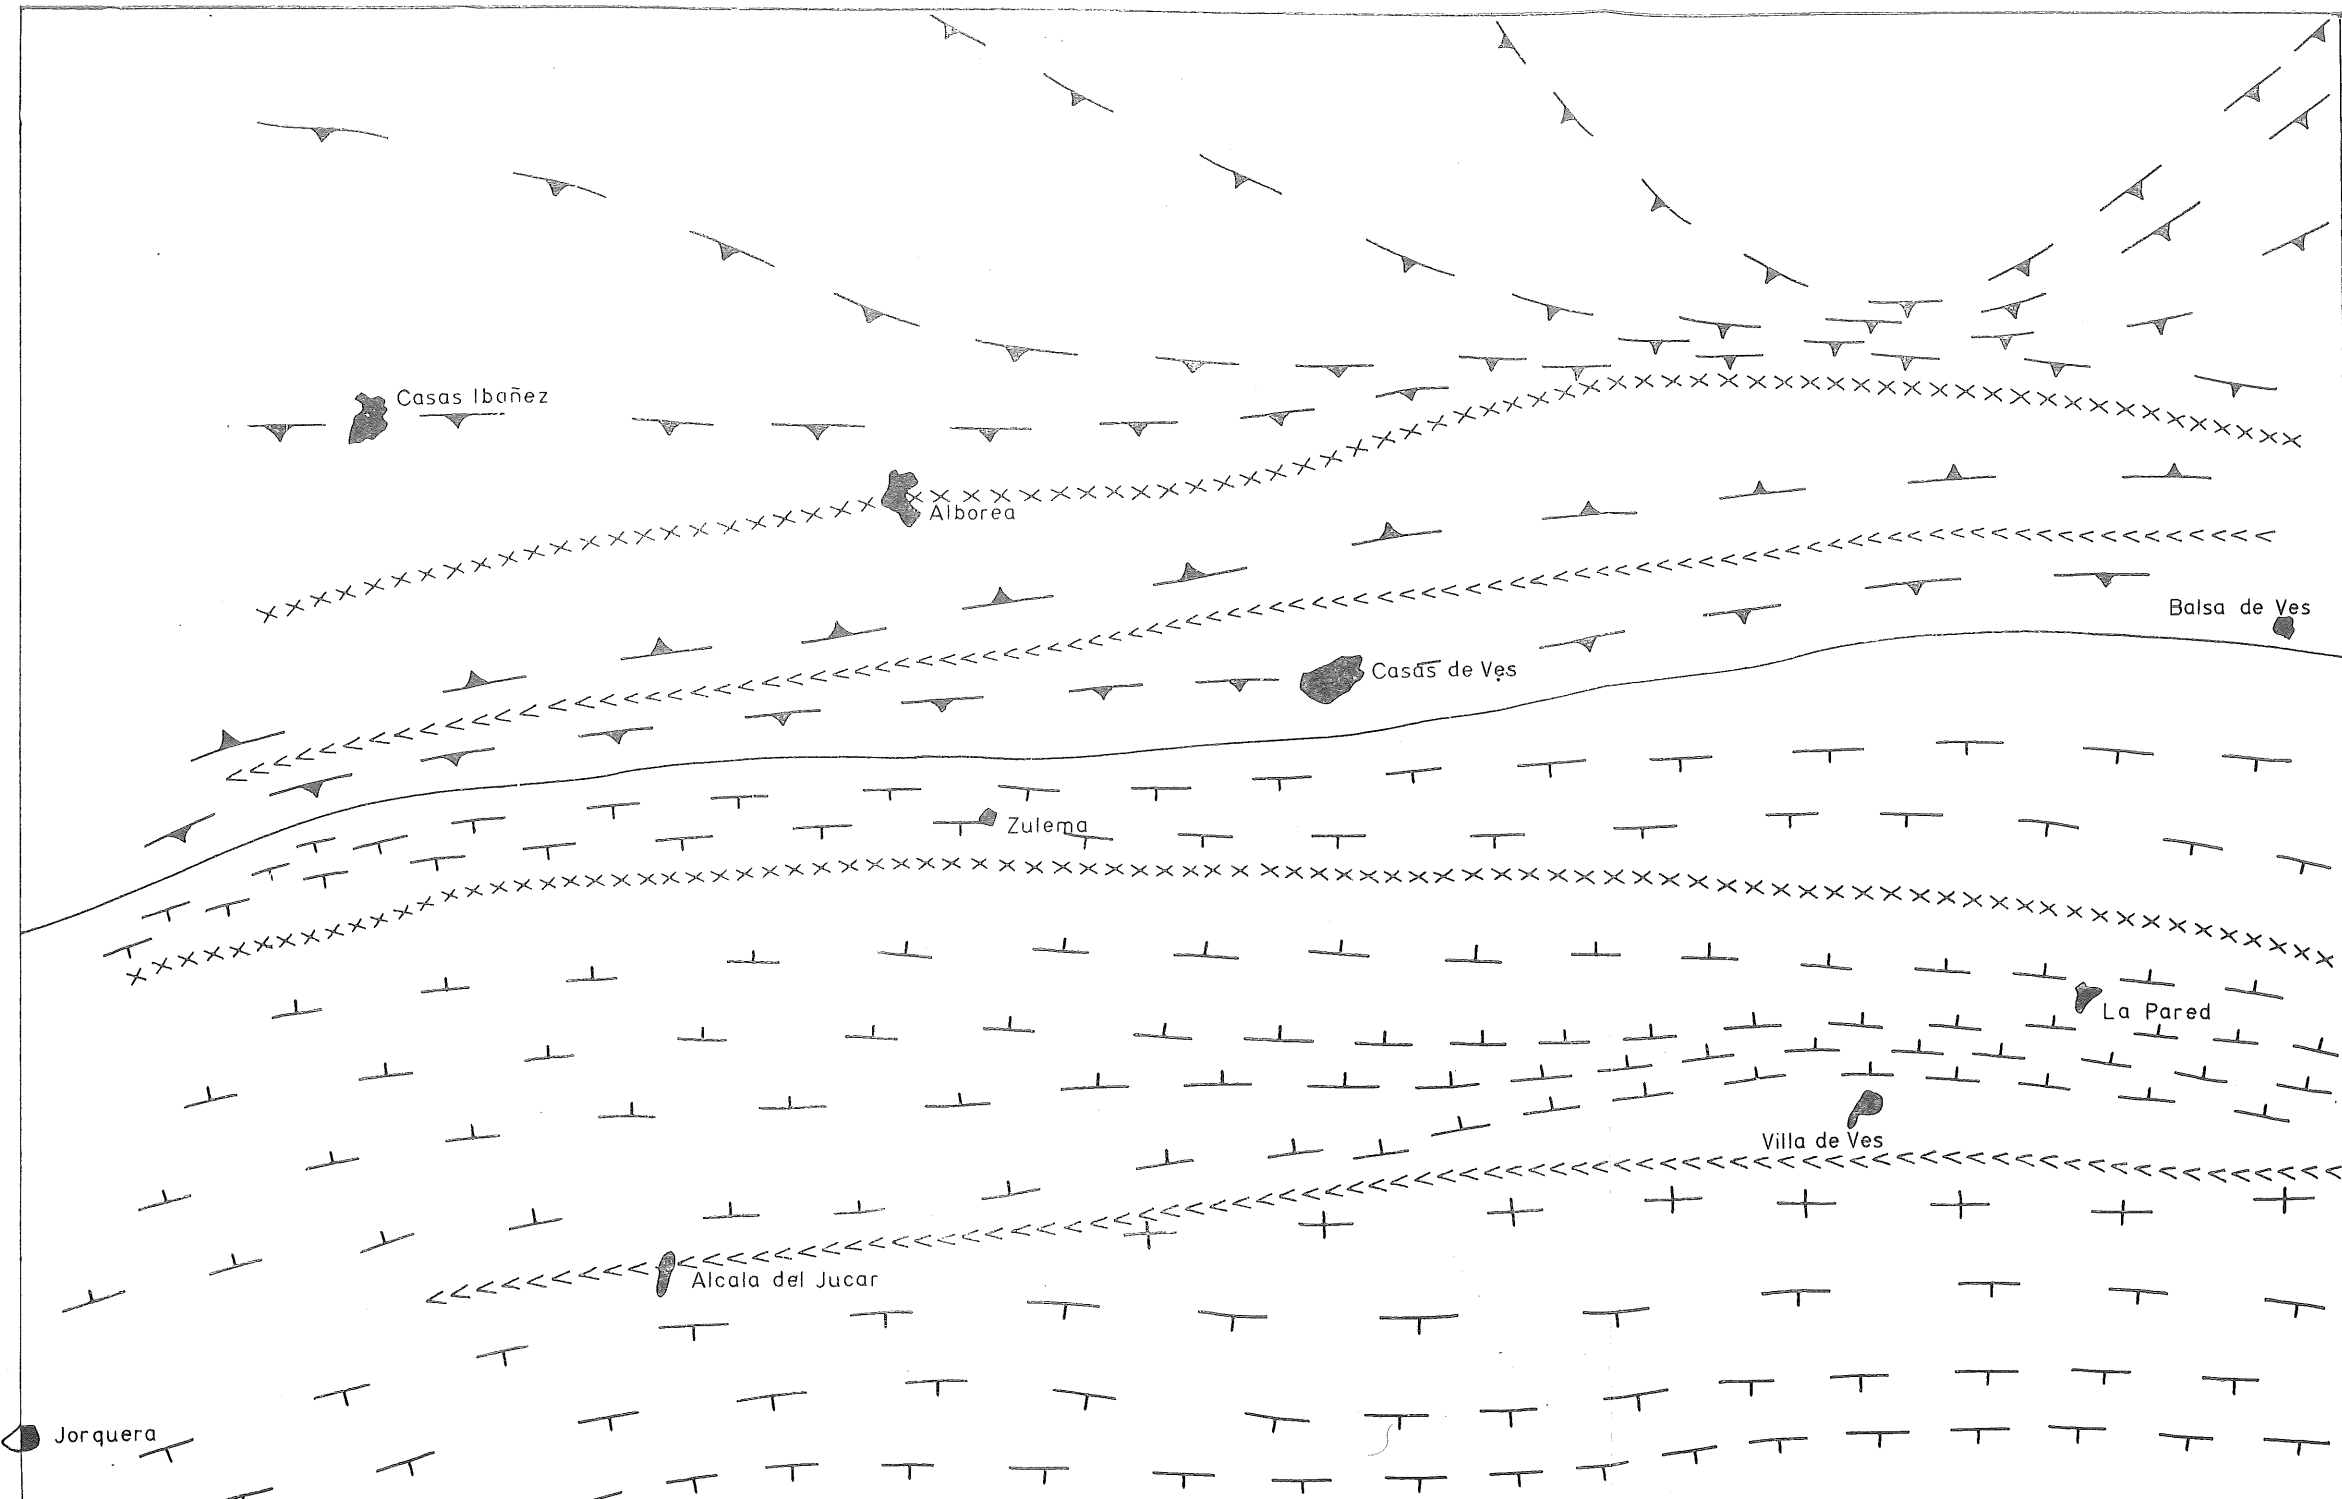 Casas Ibañez
Alborea
Balsa de Ves
Casas de Ves
Zulema
La Pared
Villa de Ves
Alcala del Jucar
Jorquera